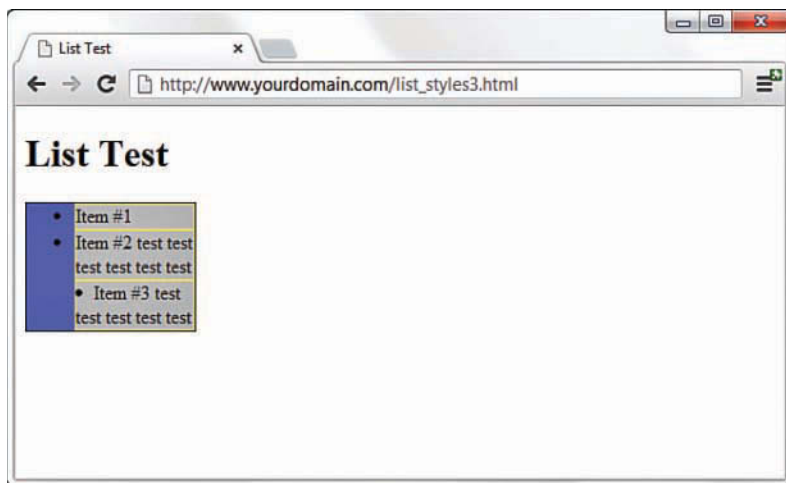 List Test
http://www.yourdomain.com/list_styles3.html
List Test
• Item #1
• Item #2 test test
test test test test
• Item #3 test
test test test test